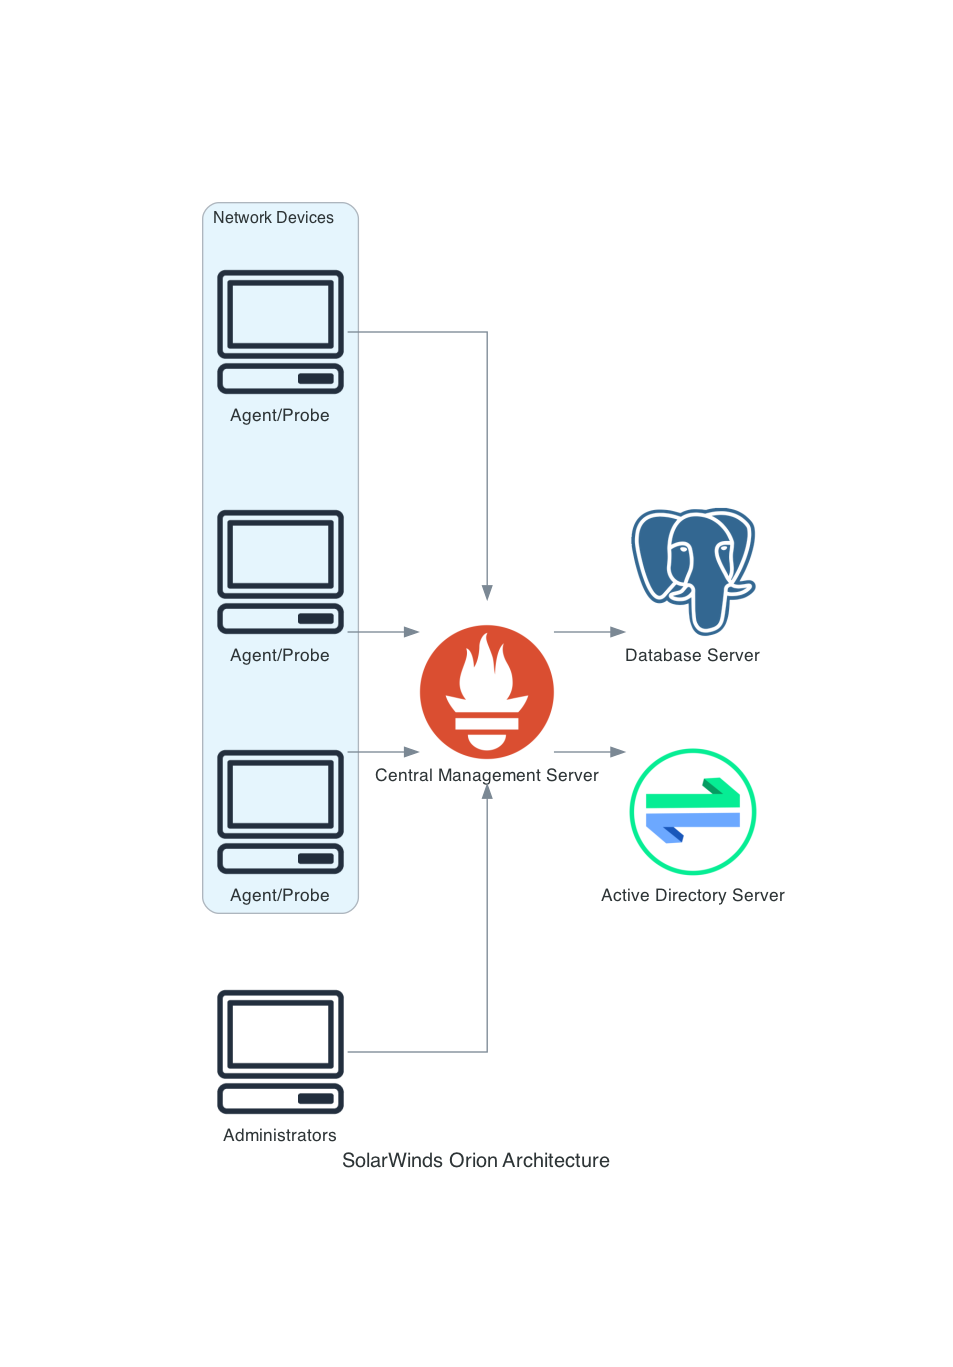 Network Devices
Agent/Probe
Agent/Probe
Database Server
Central Management Server
Agent/Probe
Active Directory Server
Administrators
SolarWinds Orion Architecture